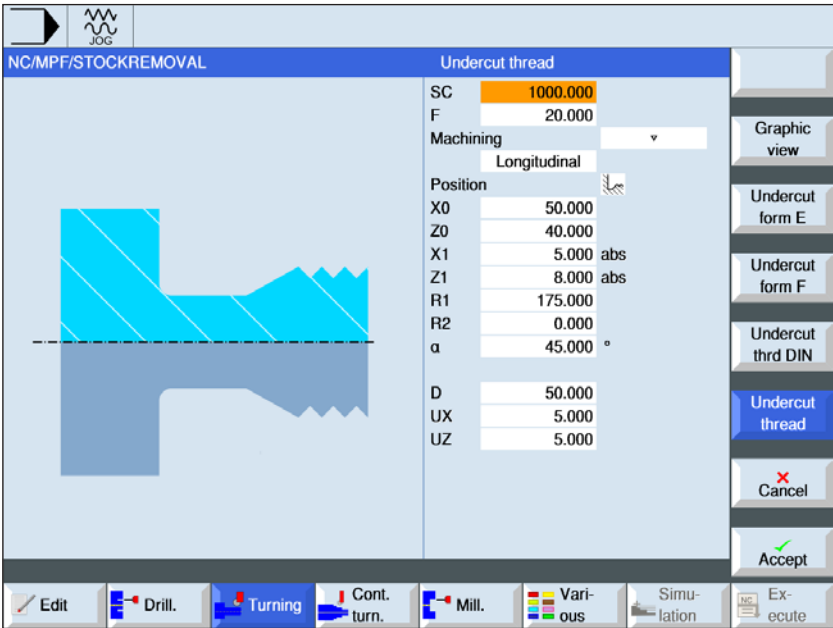 JOG
NC/MPF/STOCKREMOVAL
Undercut thread
SC 1000.000
F 20.000
Machining ▿
Longitudinal
Position
X0 50.000
Z0 40.000
X1 5.000 abs
Z1 8.000 abs
R1 175.000
R2 0.000
α 45.000 °
D 50.000
UX 5.000
UZ 5.000
Graphic
view
Undercut
form E
Undercut
form F
Undercut
thrd DIN
Undercut
thread
Cancel
Accept
Edit
Drill.
Turning
Cont.
turn.
Mill.
Vari-
ous
Simu-
lation
NC
Ex-
ecute